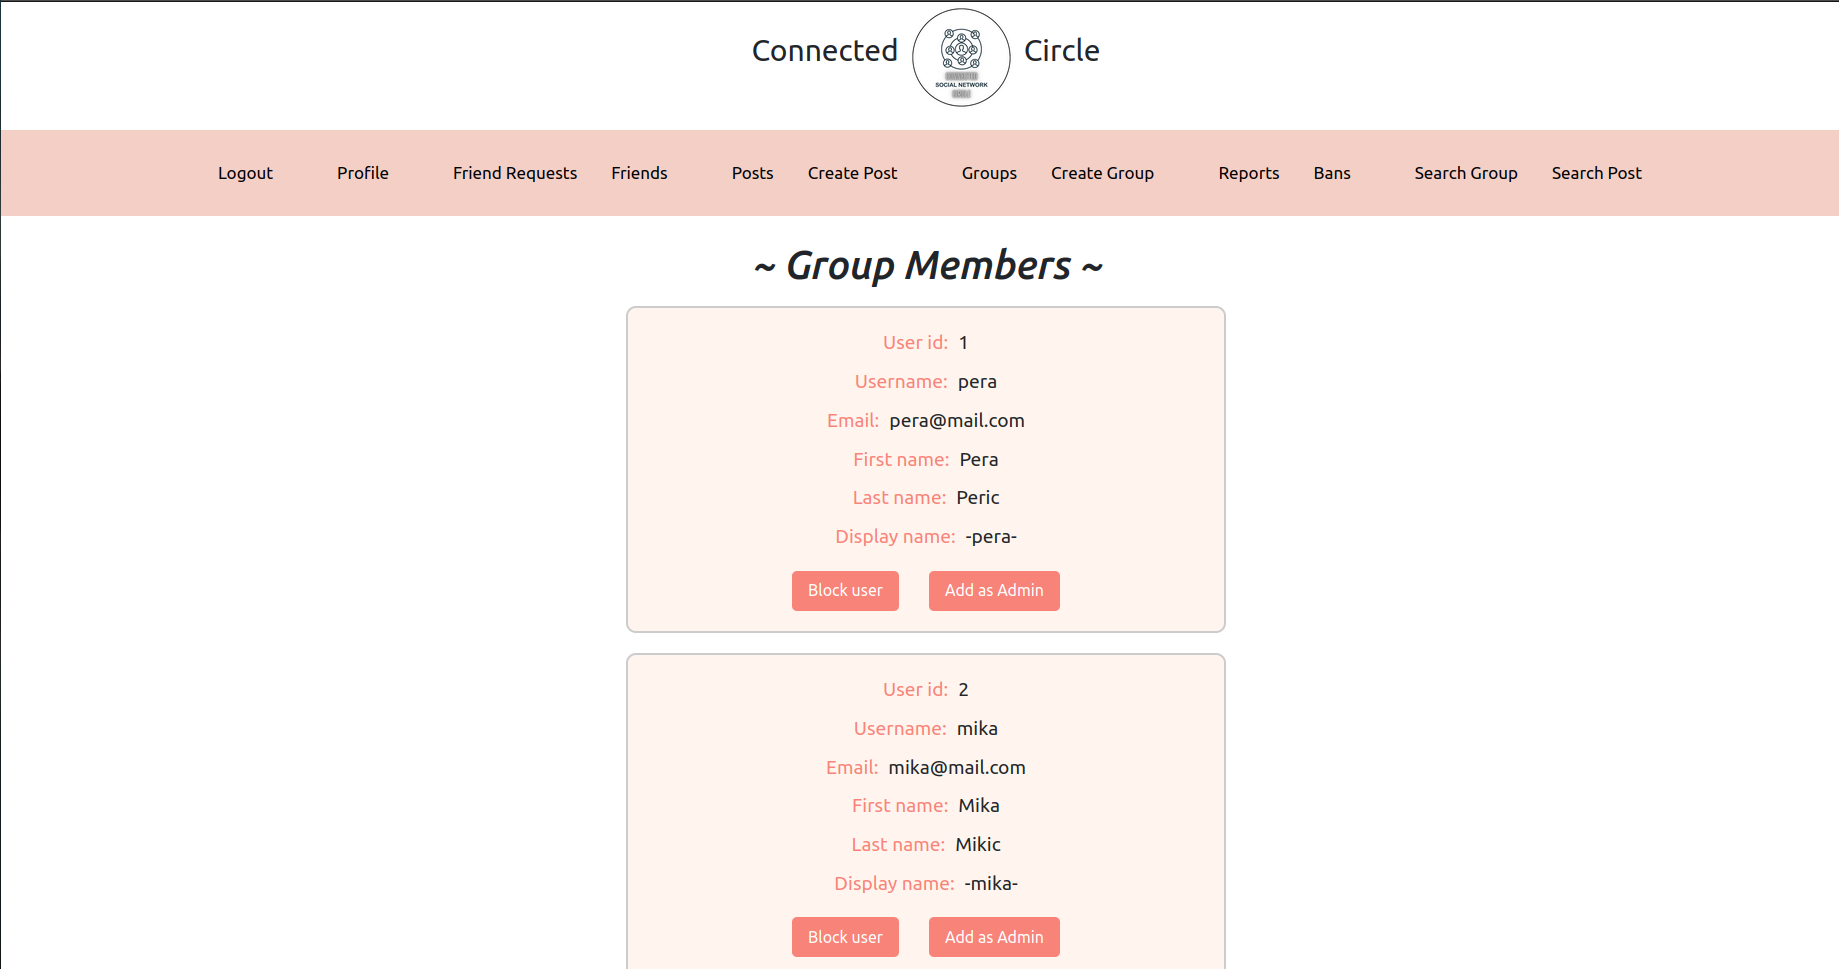 Connected Circle
SOCIAL NETWORK
Logout Profile Friend Requests Friends Posts Create Post Groups Create Group Reports Bans Search Group Search Post
~ Group Members ~
User id: 1
Username: pera
Email: pera@mail.com
First name: Pera
Last name: Peric
Display name: -pera-
Block user Add as Admin
User id: 2
Username: mika
Email: mika@mail.com
First name: Mika
Last name: Mikic
Display name: -mika-
Block user Add as Admin